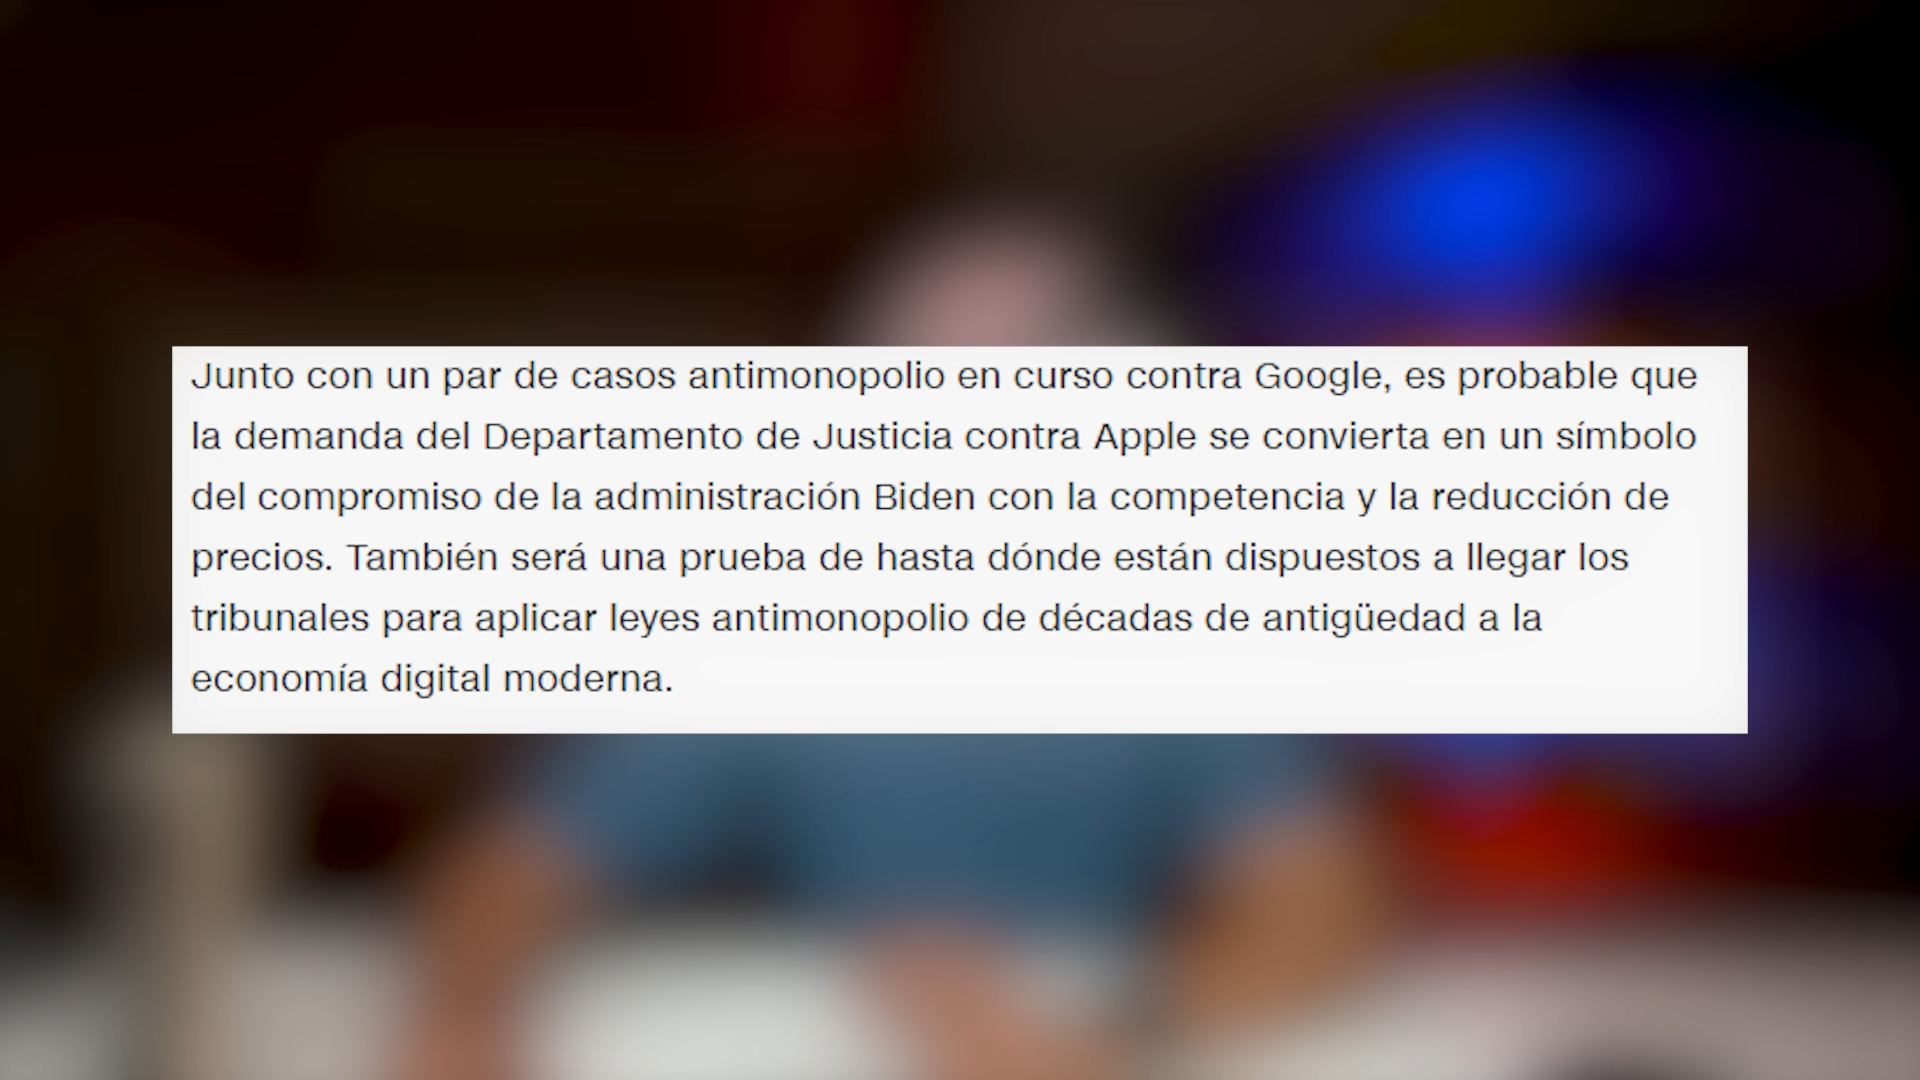 Junto con un par de casos antimonopolio en curso contra Google, es probable que
la demanda del Departamento de Justicia contra Apple se convierta en un símbolo
del compromiso de la administración Biden con la competencia y la reducción de
precios. También será una prueba de hasta dónde están dispuestos a llegar los
tribunales para aplicar leyes antimonopolio de décadas de antigüedad a la
economía digital moderna.